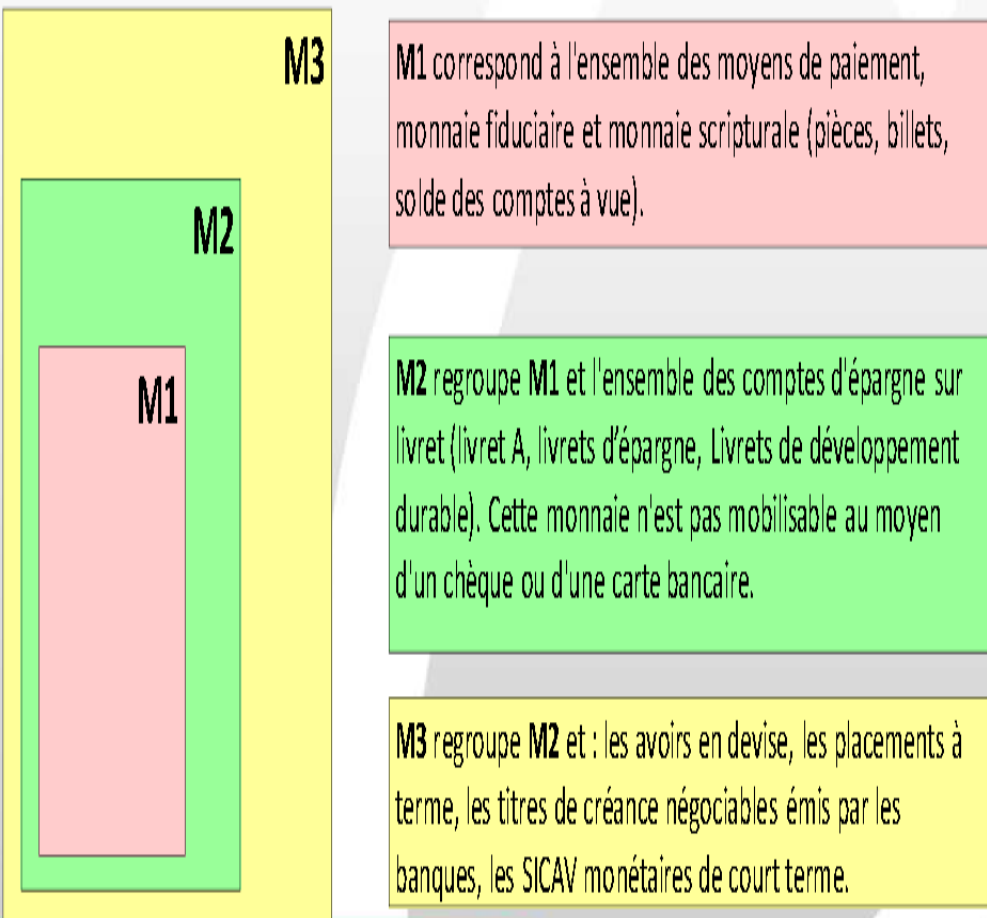 M3
M2
M1
M1 correspond à l'ensemble des moyens de paiement,
monnaie fiduciaire et monnaie scripturale (pièces, billets,
solde des comptes à vue).
M2 regroupe M1 et l'ensemble des comptes d'épargne sur
livret (livret A, livrets d'épargne, Livrets de développement
durable). Cette monnaie n'est pas mobilisable au moyen
d'un chèque ou d'une carte bancaire.
M3 regroupe M2 et : les avoirs en devise, les placements à
terme, les titres de créance négociables émis par les
banques, les SICAV monétaires de court terme.